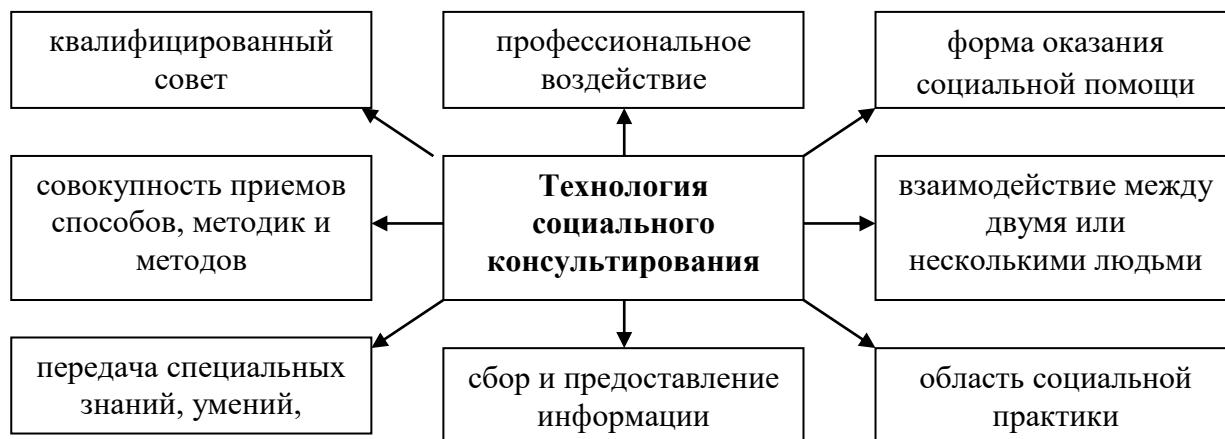 квалифицированный
совет
профессиональное
воздействие
форма оказания
социальной помощи
совокупность приемов
способов, методик и
методов
Технология
социального
консультирования
взаимодействие между
двумя или
несколькими людьми
передача специальных
знаний, умений,
сбор и предоставление
информации
область социальной
практики